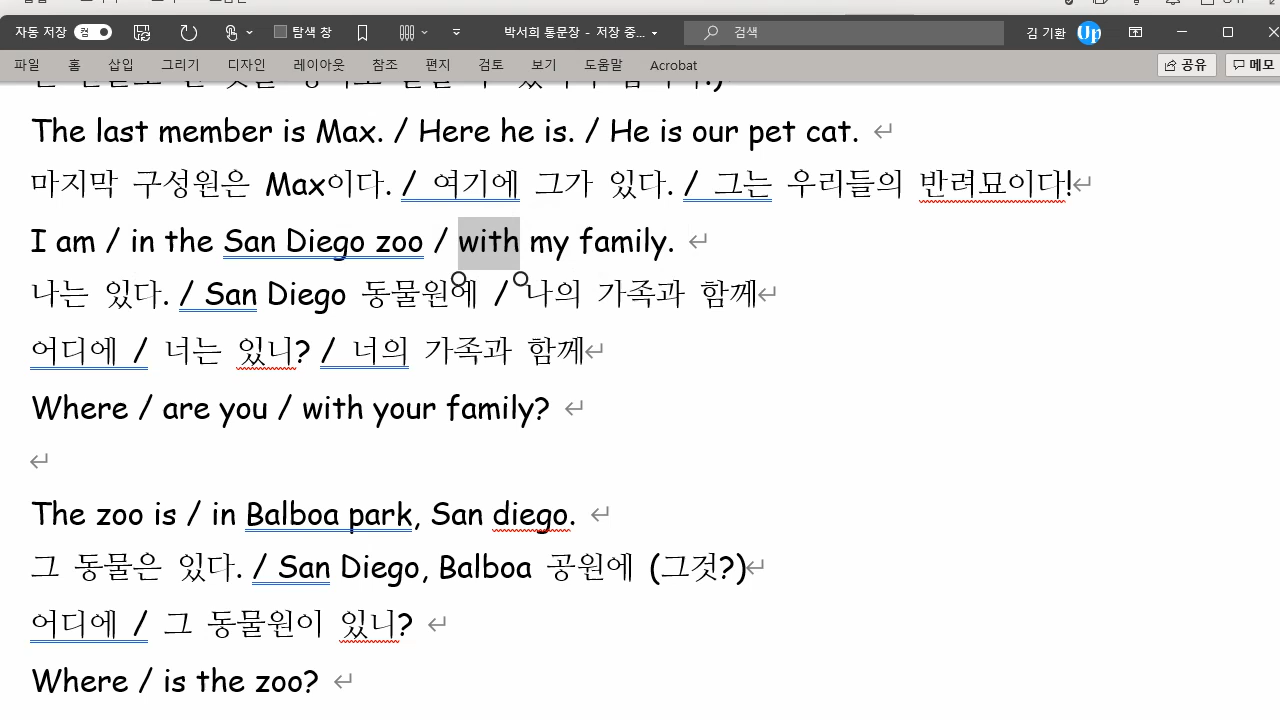 자동 저장 컴 탐색 창 박서희 통문장 - 저장 중... 검색 김 기환 Up
파일 홈 삽입 그리기 디자인 레이아웃 참조 편지 검토 보기 도움말 Acrobat 공유 메모
The last member is Max. / Here he is. / He is our pet cat.
마지막 구성원은 Max이다. / 여기에 그가 있다. / 그는 우리들의 반려묘이다!
I am / in the San Diego zoo / with my family.
나는 있다. / San Diego 동물원에 / 나의 가족과 함께
어디에 / 너는 있니? / 너의 가족과 함께
Where / are you / with your family?
The zoo is / in Balboa park, San diego.
그 동물은 있다. / San Diego, Balboa 공원에 (그것?)
어디에 / 그 동물원이 있니?
Where / is the zoo?